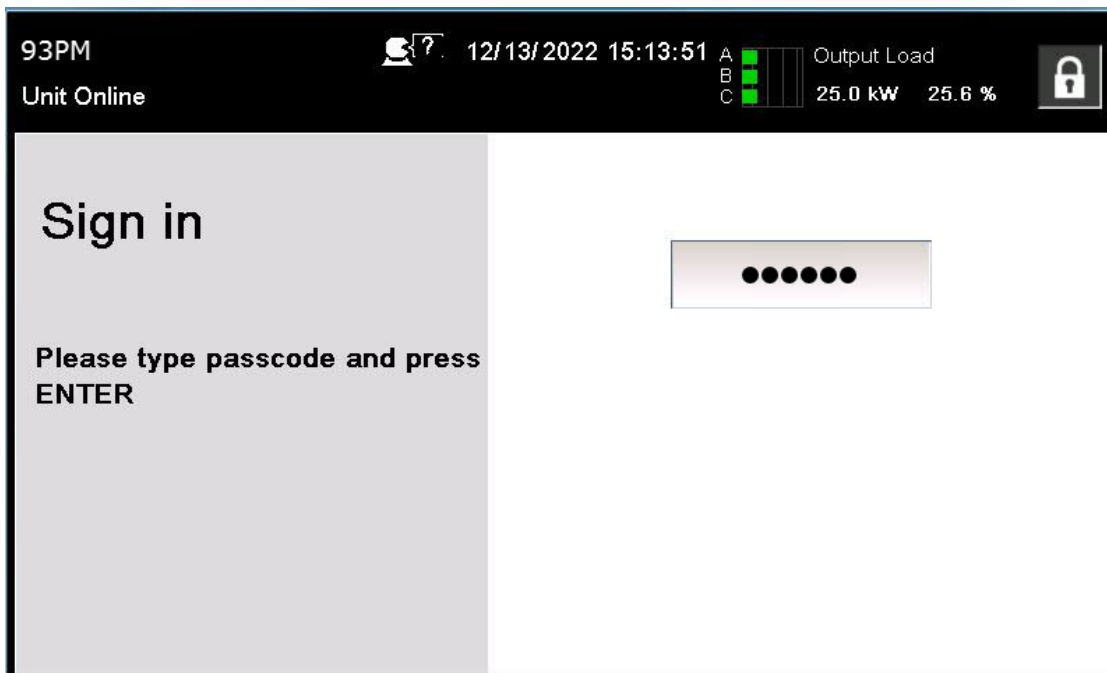 93PM
?
12/13/2022 15:13:51
Unit Online
A
B
C
Output Load
25.0 kW 25.6 %
Sign in
●●●●●●
Please type passcode and press
ENTER